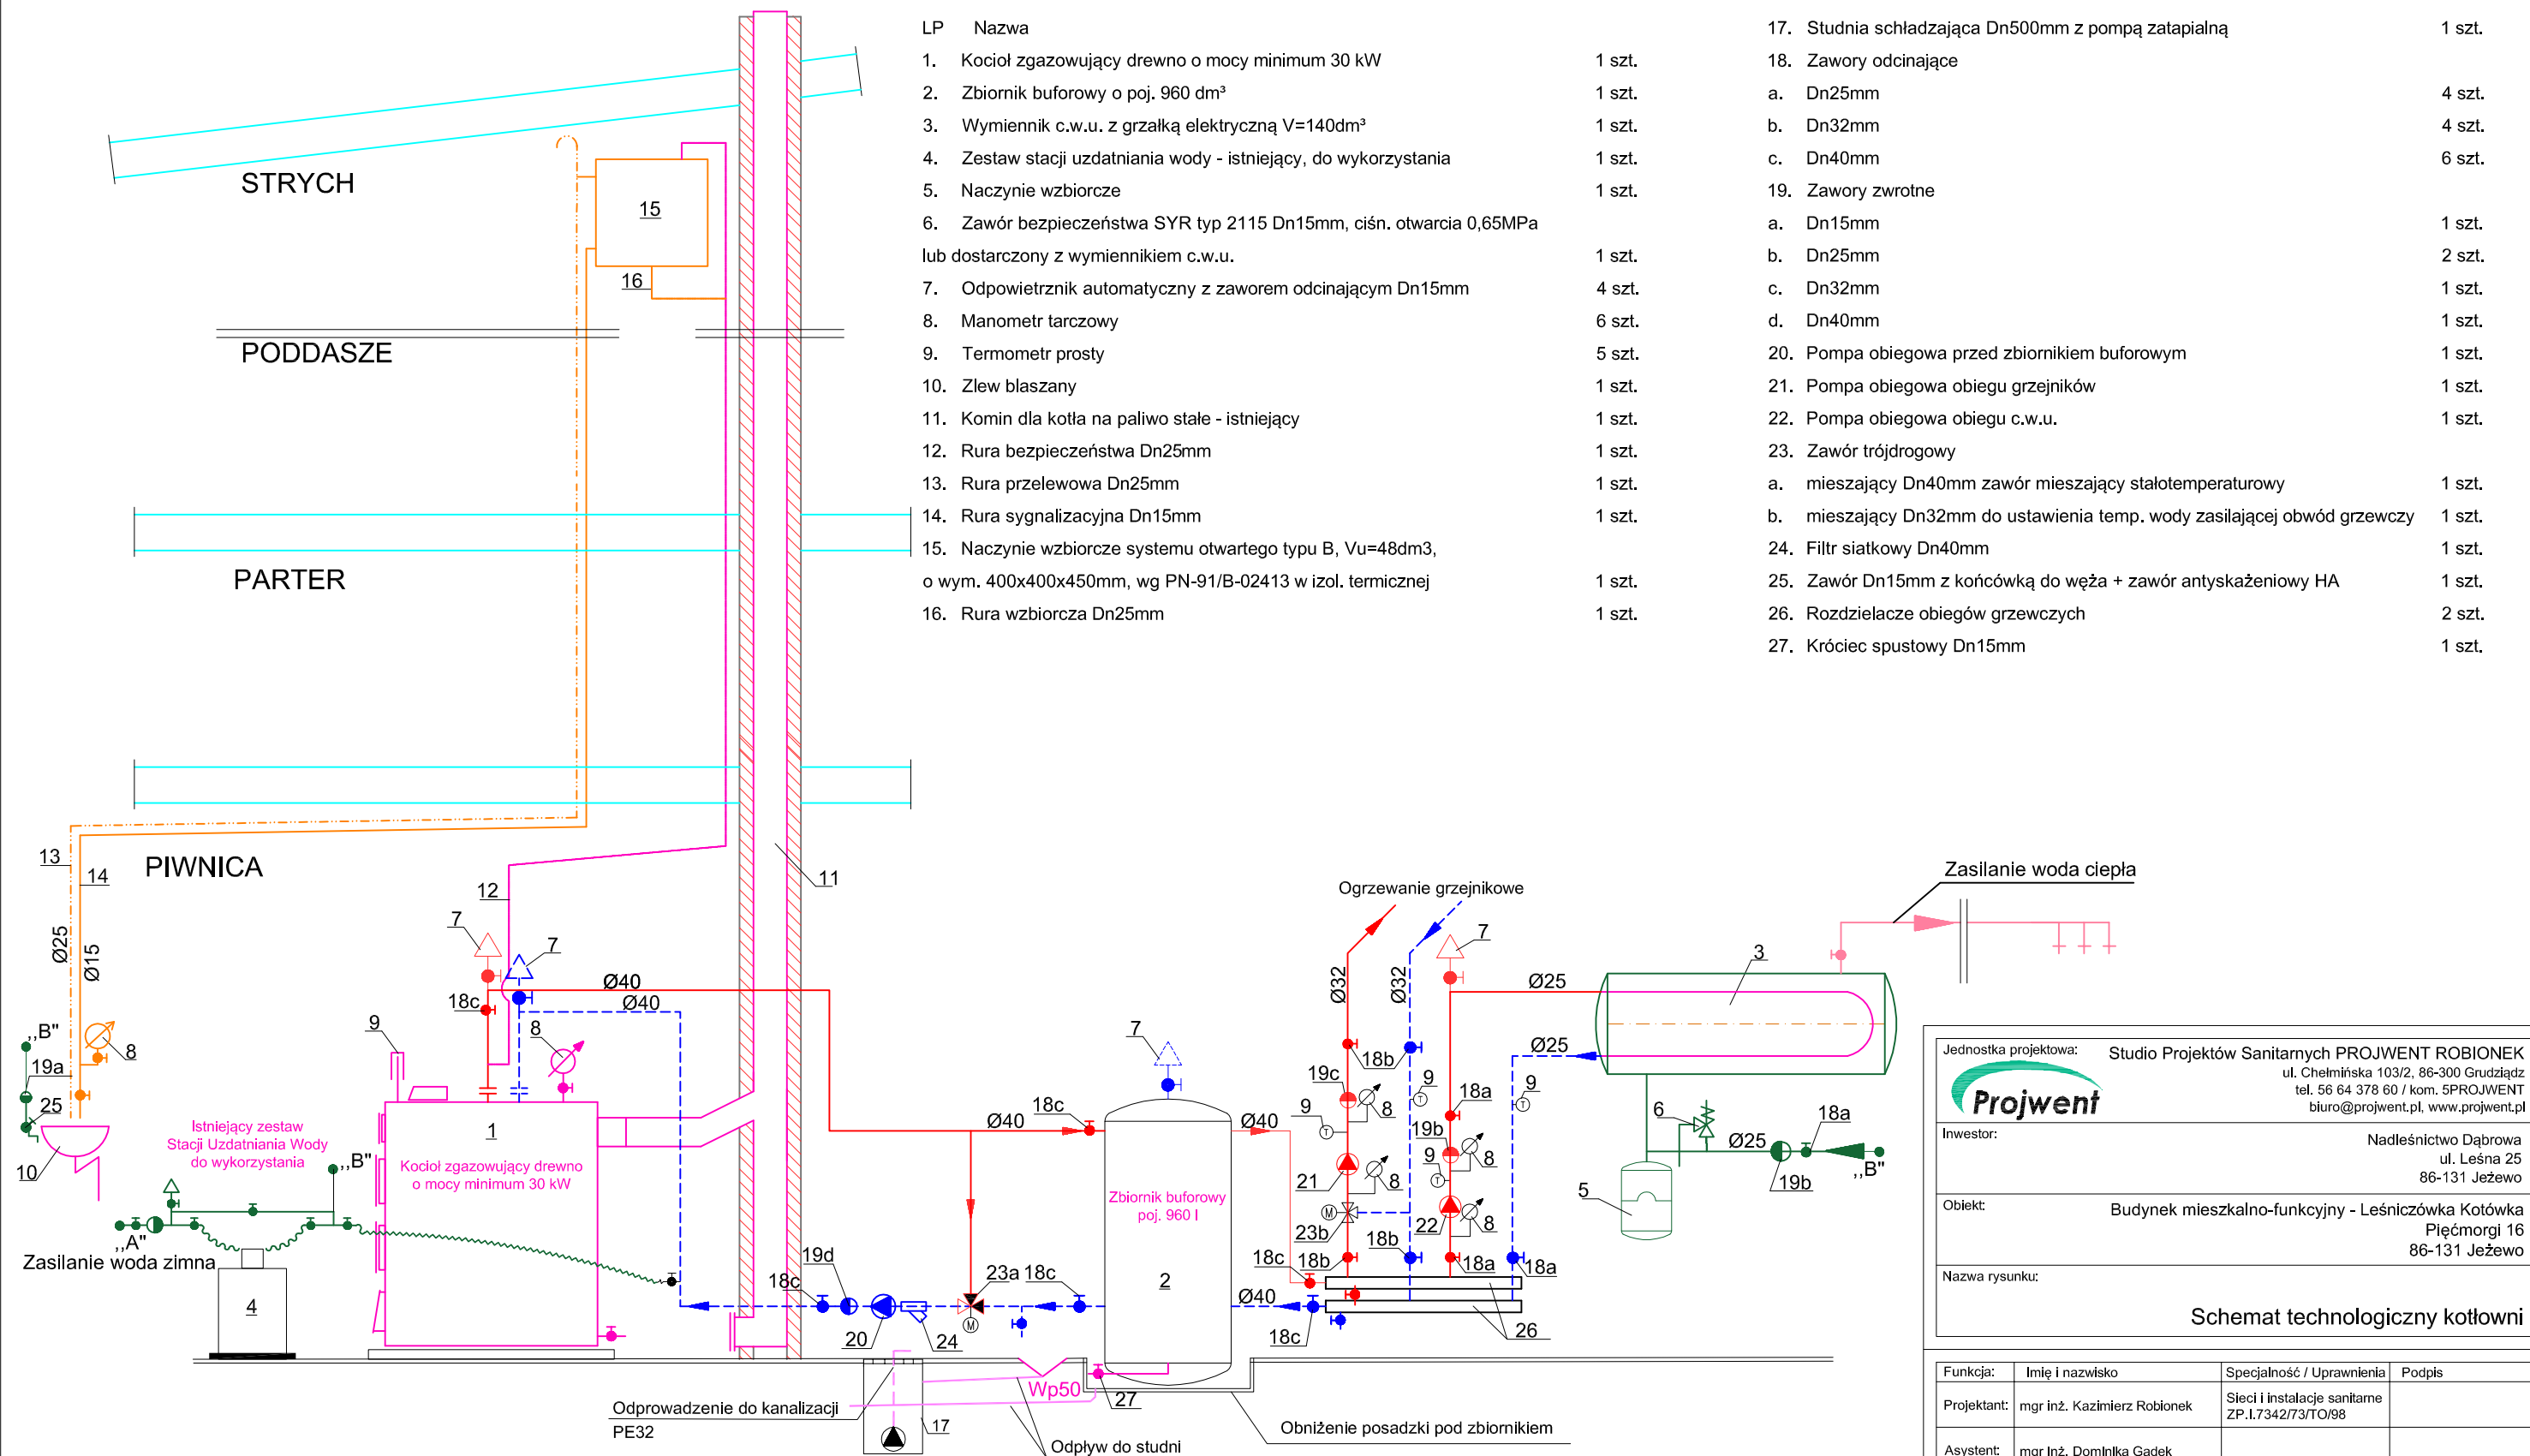 LP Nazwa
1. Kocioł zgazowujący drewno o mocy minimum 30 kW 1 szt.
2. Zbiornik buforowy o poj. 960 dm³ 1 szt.
3. Wymiennik c.w.u. z grzałką elektryczną V=140dm³ 1 szt.
4. Zestaw stacji uzdatniania wody - istniejący, do wykorzystania 1 szt.
5. Naczynie wzbiorcze 1 szt.
6. Zawór bezpieczeństwa SYR typ 2115 Dn15mm, ciśn. otwarcia 0,65MPa
lub dostarczony z wymiennikiem c.w.u. 1 szt.
7. Odpowietrznik automatyczny z zaworem odcinającym Dn15mm 4 szt.
8. Manometr tarczowy 6 szt.
9. Termometr prosty 5 szt.
10. Zlew blaszany 1 szt.
11. Komin dla kotła na paliwo stałe - istniejący 1 szt.
12. Rura bezpieczeństwa Dn25mm 1 szt.
13. Rura przelewowa Dn25mm 1 szt.
14. Rura sygnalizacyjna Dn15mm 1 szt.
15. Naczynie wzbiorcze systemu otwartego typu B, Vu=48dm3,
o wym. 400x400x450mm, wg PN-91/B-02413 w izol. termicznej 1 szt.
16. Rura wzbiorcza Dn25mm 1 szt.
17. Studnia schładzająca Dn500mm z pompą zatapialną 1 szt.
18. Zawory odcinające
a. Dn25mm 4 szt.
b. Dn32mm 4 szt.
c. Dn40mm 6 szt.
19. Zawory zwrotne
a. Dn15mm 1 szt.
b. Dn25mm 2 szt.
c. Dn32mm 1 szt.
d. Dn40mm 1 szt.
20. Pompa obiegowa przed zbiornikiem buforowym 1 szt.
21. Pompa obiegowa obiegu grzejników 1 szt.
22. Pompa obiegowa obiegu c.w.u. 1 szt.
23. Zawór trójdrogowy
a. mieszający Dn40mm zawór mieszający stałotemperaturowy 1 szt.
b. mieszający Dn32mm do ustawienia temp. wody zasilającej obwód grzewczy 1 szt.
24. Filtr siatkowy Dn40mm 1 szt.
25. Zawór Dn15mm z końcówką do węża + zawór antyskażeniowy HA 1 szt.
26. Rozdzielacze obiegów grzewczych 2 szt.
27. Króciec spustowy Dn15mm 1 szt.
STRYCH
15
16
PODDASZE
PARTER
PIWNICA
13
14
Ø25
Ø15
12
11
7
7
18c
Ø40
Ø40
9
8
8
,,B"
19a
25
10
Istniejący zestaw
Stacji Uzdatniania Wody
do wykorzystania
,,B"
,,A"
Zasilanie woda zimna
4
1
Kocioł zgazowujący drewno
o mocy minimum 30 kW
18c
19d
20
24
23a
18c
Ø40
18c
7
Zbiornik buforowy
poj. 960 l
2
Ø40
Ø40
18c
18c
Ogrzewanie grzejnikowe
Ø32
Ø32
7
18b
19c
9
8
9
21
8
M
23b
18b
18b
18a
19b
9
8
22
8
18a
9
18a
T
T
T
T
M
26
Ø25
Ø25
3
Zasilanie woda ciepła
6
18a
Ø25
19b
,,B"
5
Wp50
27
17
Odprowadzenie do kanalizacji
PE32
Odpływ do studni
Obniżenie posadzki pod zbiornikiem
Jednostka projektowa:
Projwent
Studio Projektów Sanitarnych PROJWENT ROBIONEK
ul. Chełmińska 103/2, 86-300 Grudziądz
tel. 56 64 378 60 / kom. 5PROJWENT
biuro@projwent.pl, www.projwent.pl
Inwestor:
Nadleśnictwo Dąbrowa
ul. Leśna 25
86-131 Jeżewo
Obiekt:
Budynek mieszkalno-funkcyjny - Leśniczówka Kotówka
Pięćmorgi 16
86-131 Jeżewo
Nazwa rysunku:
Schemat technologiczny kotłowni
Funkcja: Imię i nazwisko Specjalność / Uprawnienia Podpis
Projektant: mgr inż. Kazimierz Robionek Sieci i instalacje sanitarne
ZP.I.7342/73/TO/98
Asystent: mgr inż. Dominika Gadek